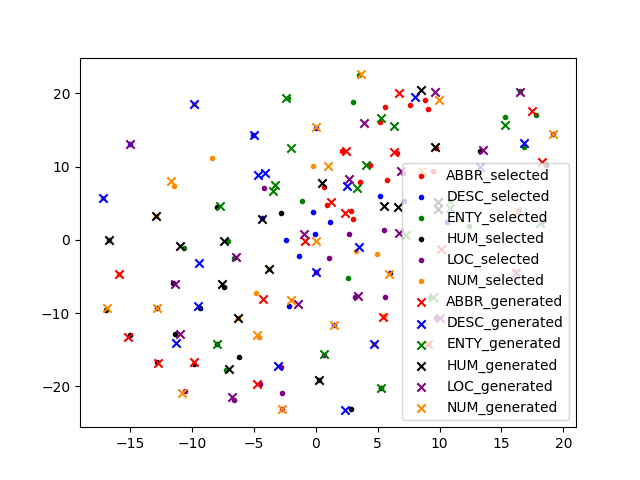 20
10
0
−10
−20
−15
−10
−5
0
5
10
15
20
ABBR_selected
DESC_selected
ENTY_selected
HUM_selected
LOC_selected
NUM_selected
ABBR_generated
DESC_generated
ENTY_generated
HUM_generated
LOC_generated
NUM_generated